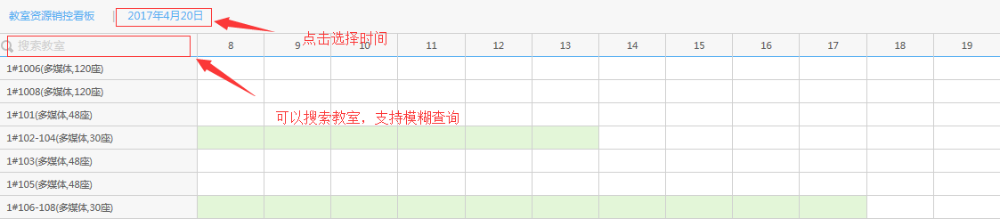 教室资源销控看板 | 2017年4月20日
点击选择时间
搜索教室 8 9 10 11 12 13 14 15 16 17 18 19
1#1006(多媒体,120座)
1#1008(多媒体,120座)
1#101(多媒体,48座)
可以搜索教室，支持模糊查询
1#102-104(多媒体,30座)
1#103(多媒体,48座)
1#105(多媒体,48座)
1#106-108(多媒体,30座)